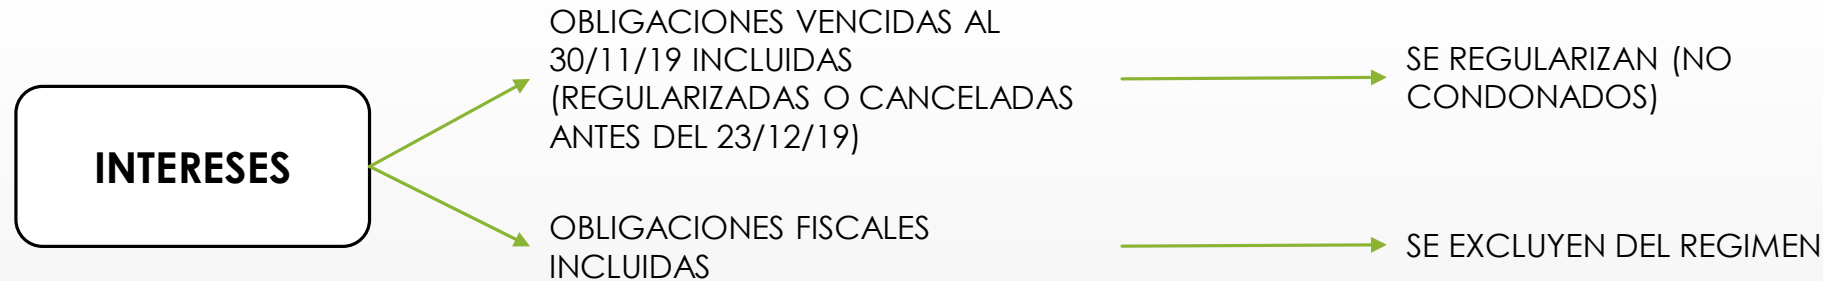 INTERESES
OBLIGACIONES VENCIDAS AL
30/11/19 INCLUIDAS
(REGULARIZADAS O CANCELADAS
ANTES DEL 23/12/19)
SE REGULARIZAN (NO
CONDONADOS)
OBLIGACIONES FISCALES
INCLUIDAS
SE EXCLUYEN DEL REGIMEN